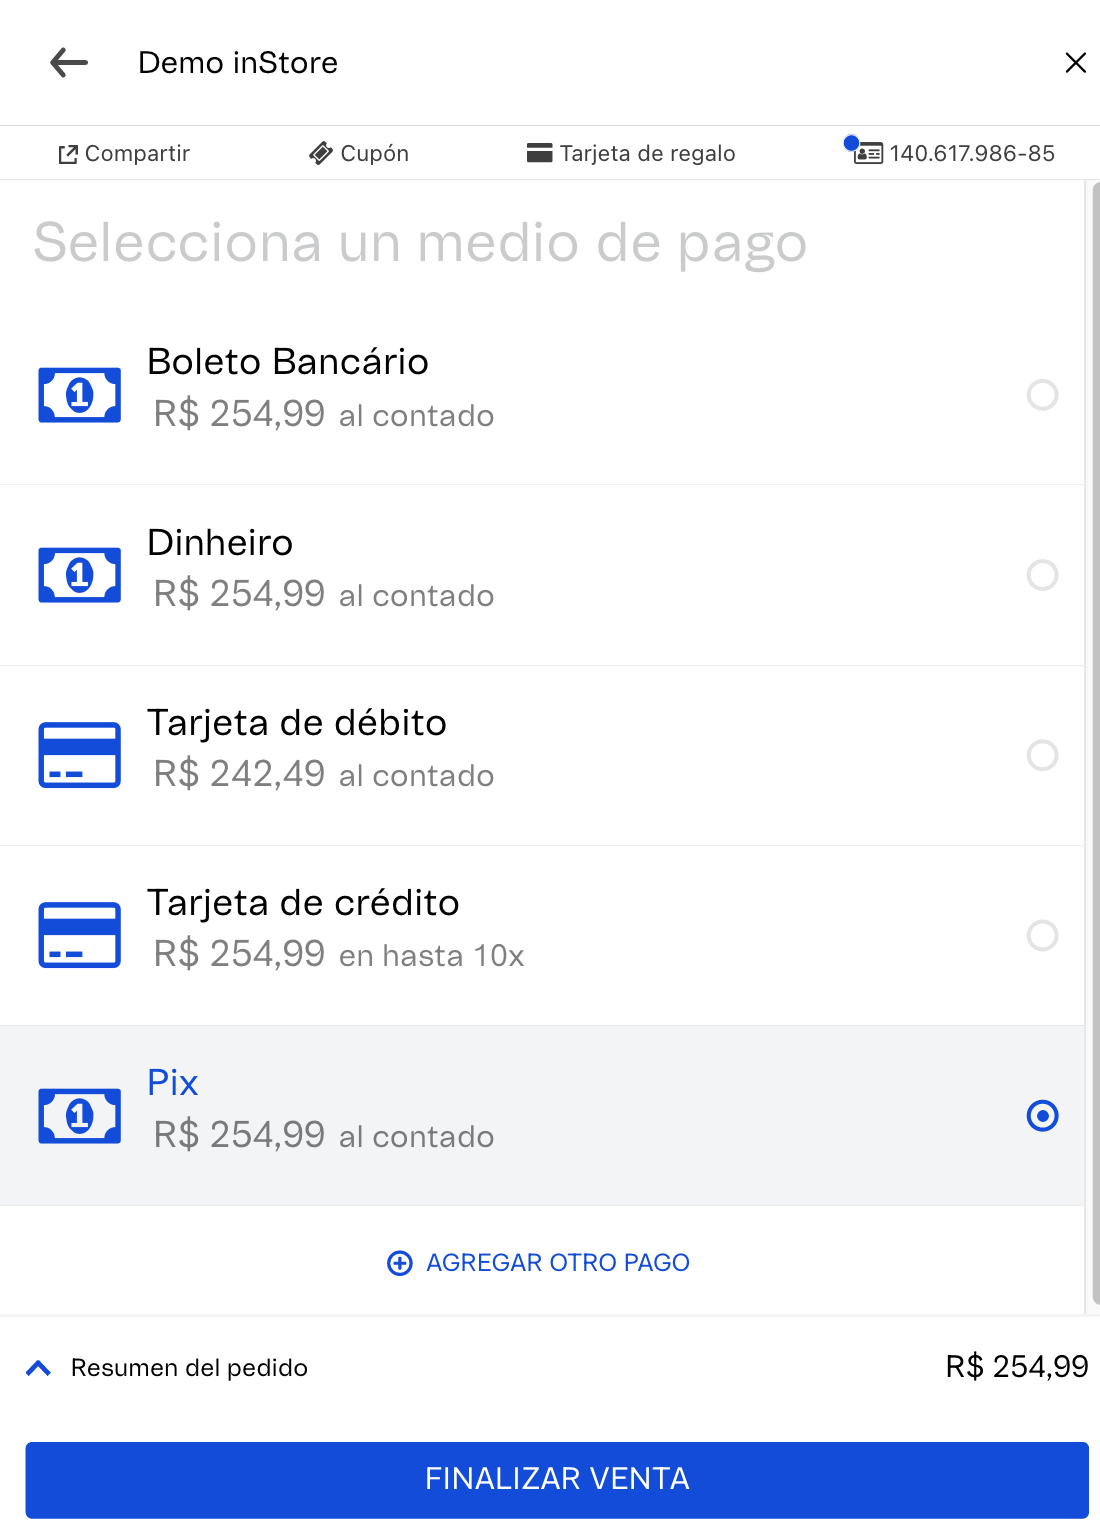 Demo inStore
Compartir
Cupón
Tarjeta de regalo
140.617.986-85
Selecciona un medio de pago
Boleto Bancário
R$ 254,99 al contado
Dinheiro
R$ 254,99 al contado
Tarjeta de débito
R$ 242,49 al contado
Tarjeta de crédito
R$ 254,99 en hasta 10x
Pix
R$ 254,99 al contado
AGREGAR OTRO PAGO
Resumen del pedido
R$ 254,99
FINALIZAR VENTA